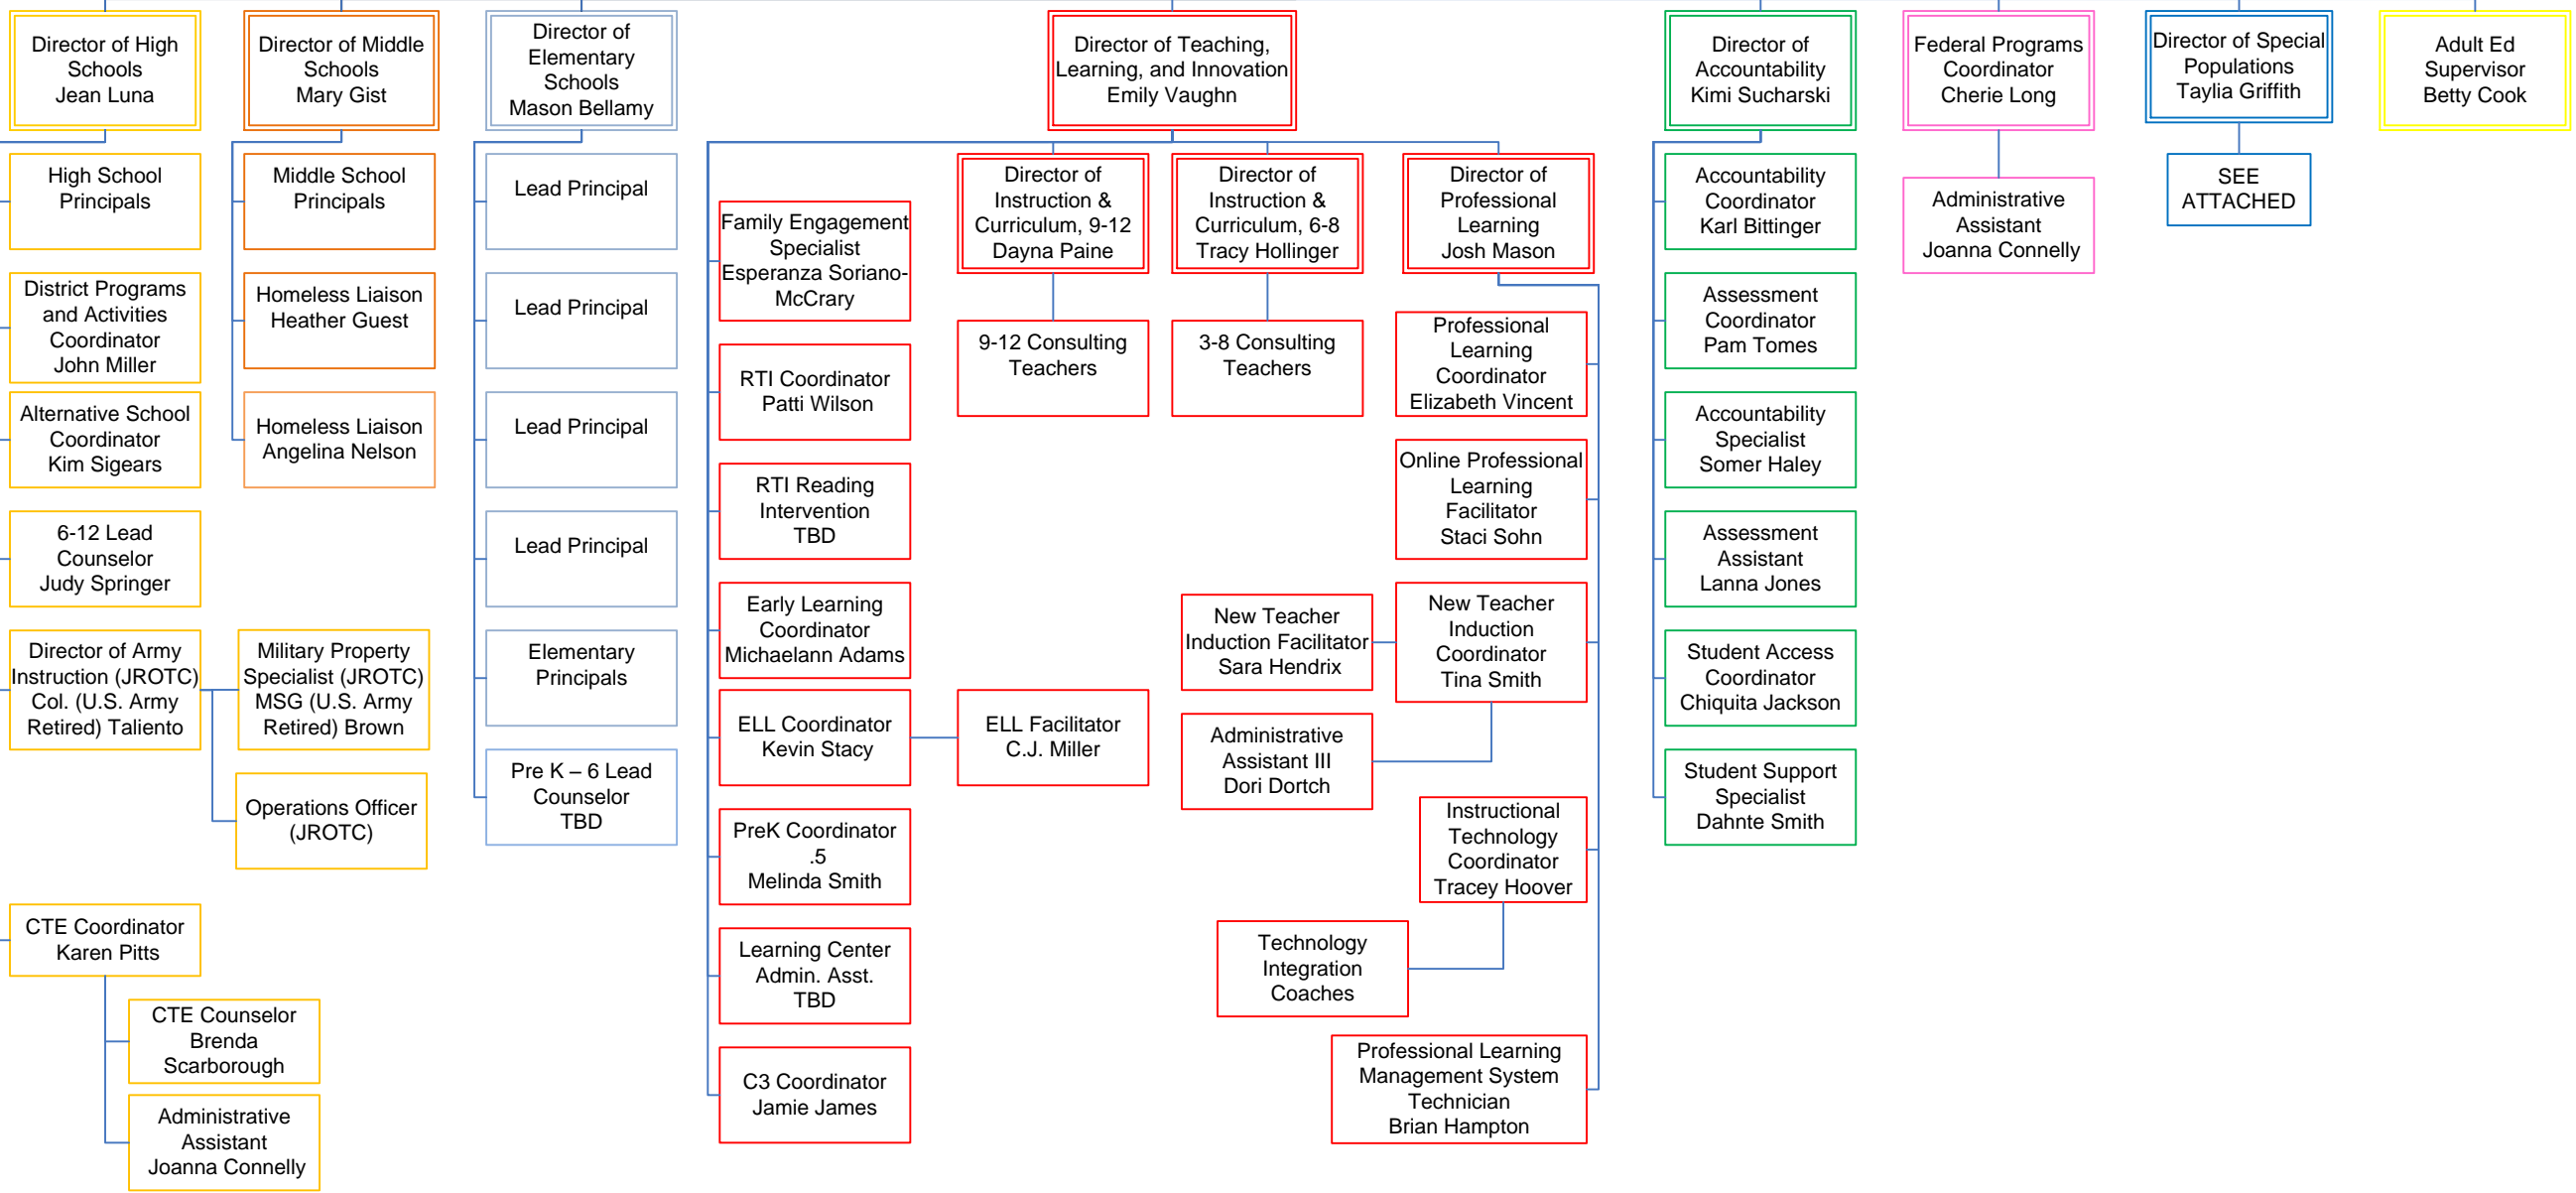 Director of High
Schools
Jean Luna
Director of Middle
Schools
Mary Gist
Director of
Elementary
Schools
Mason Bellamy
Director of Teaching,
Learning, and Innovation
Emily Vaughn
Director of
Accountability
Kimi Sucharski
Federal Programs
Coordinator
Cherie Long
Director of Special
Populations
Taylia Griffith
Adult Ed
Supervisor
Betty Cook
High School
Principals
District Programs
and Activities
Coordinator
John Miller
Alternative School
Coordinator
Kim Sigears
6-12 Lead
Counselor
Judy Springer
Director of Army
Instruction (JROTC)
Col. (U.S. Army
Retired) Taliento
Military Property
Specialist (JROTC)
MSG (U.S. Army
Retired) Brown
Operations Officer
(JROTC)
CTE Coordinator
Karen Pitts
CTE Counselor
Brenda
Scarborough
Administrative
Assistant
Joanna Connelly
Middle School
Principals
Homeless Liaison
Heather Guest
Homeless Liaison
Angelina Nelson
Lead Principal
Lead Principal
Lead Principal
Lead Principal
Elementary
Principals
Pre K – 6 Lead
Counselor
TBD
Family Engagement
Specialist
Esperanza Soriano-
McCrary
RTI Coordinator
Patti Wilson
RTI Reading
Intervention
TBD
Early Learning
Coordinator
Michaelann Adams
ELL Coordinator
Kevin Stacy
ELL Facilitator
C.J. Miller
PreK Coordinator
.5
Melinda Smith
Learning Center
Admin. Asst.
TBD
C3 Coordinator
Jamie James
Director of
Instruction &
Curriculum, 9-12
Dayna Paine
9-12 Consulting
Teachers
Director of
Instruction &
Curriculum, 6-8
Tracy Hollinger
3-8 Consulting
Teachers
Director of
Professional
Learning
Josh Mason
Professional
Learning
Coordinator
Elizabeth Vincent
Online Professional
Learning
Facilitator
Staci Sohn
New Teacher
Induction
Coordinator
Tina Smith
New Teacher
Induction Facilitator
Sara Hendrix
Administrative
Assistant III
Dori Dortch
Instructional
Technology
Coordinator
Tracey Hoover
Technology
Integration
Coaches
Professional Learning
Management System
Technician
Brian Hampton
Accountability
Coordinator
Karl Bittinger
Assessment
Coordinator
Pam Tomes
Accountability
Specialist
Somer Haley
Assessment
Assistant
Lanna Jones
Student Access
Coordinator
Chiquita Jackson
Student Support
Specialist
Dahnte Smith
Administrative
Assistant
Joanna Connelly
SEE
ATTACHED